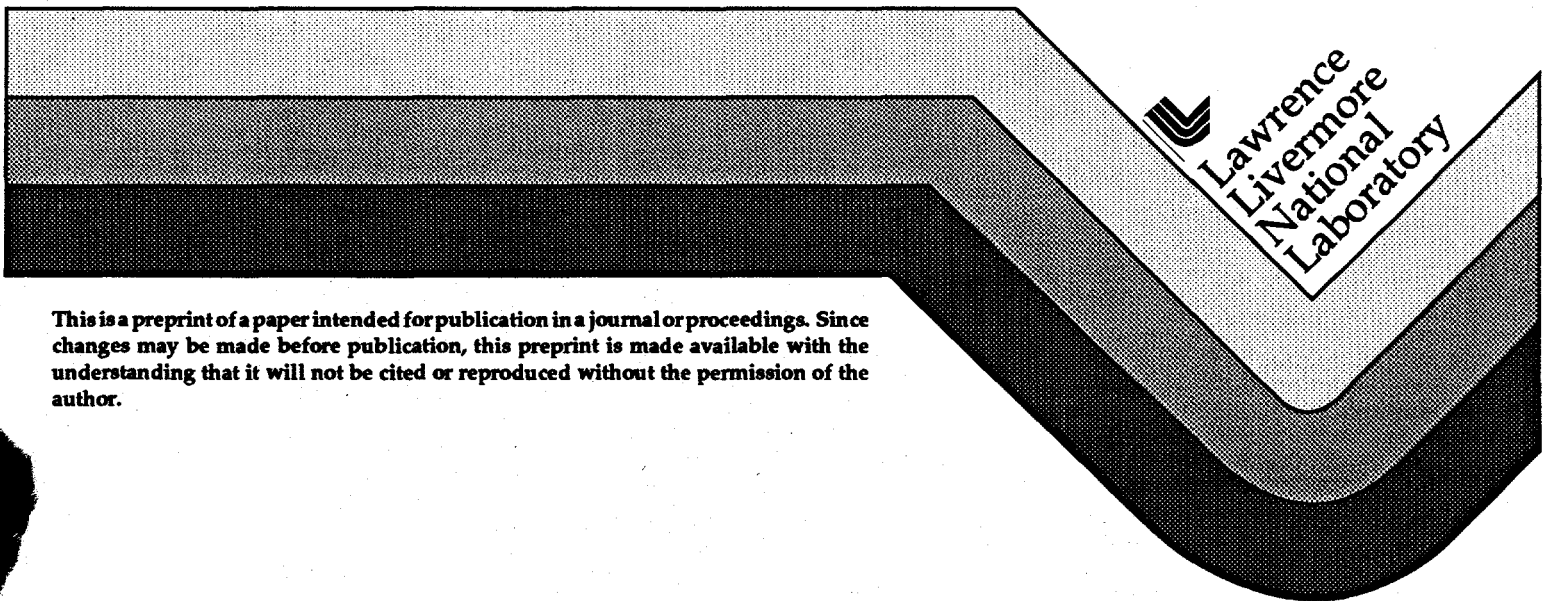 Lawrence
Livermore
National
Laboratory
This is a preprint of a paper intended for publication in a journal or proceedings. Since
changes may be made before publication, this preprint is made available with the
understanding that it will not be cited or reproduced without the permission of the
author.